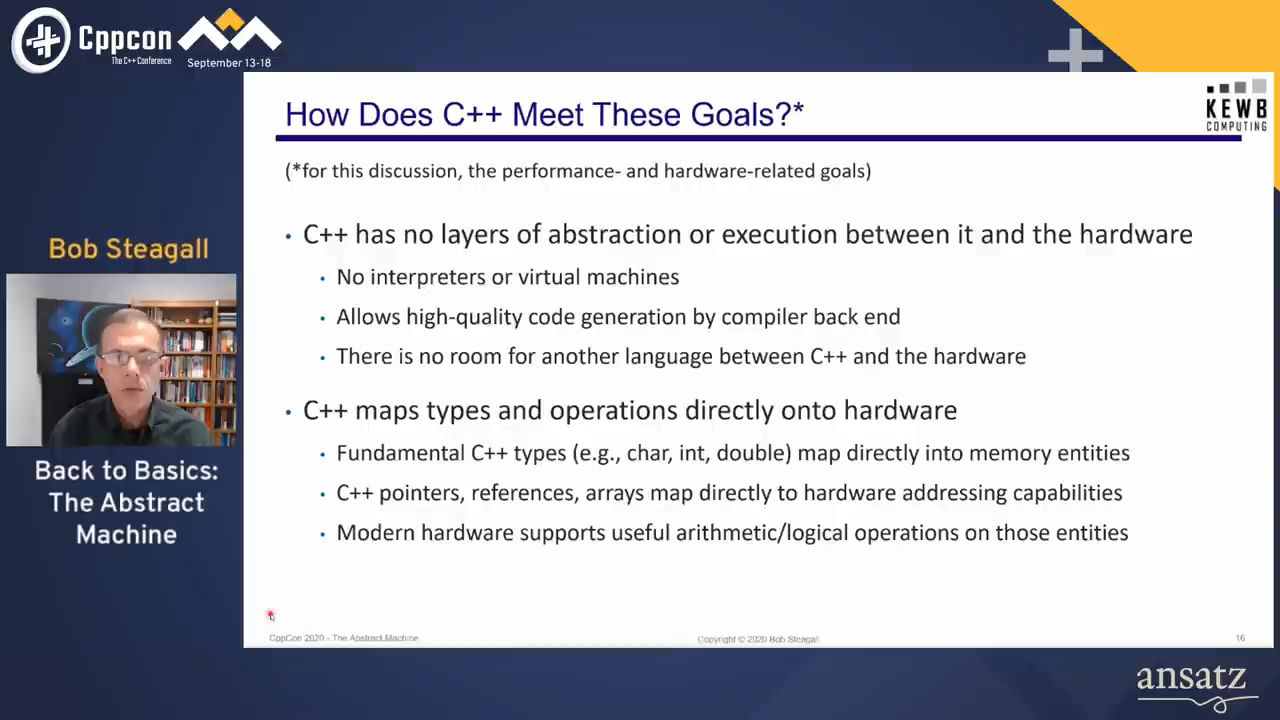 Cppcon
The C++ Conference
September 13-18
KEWB
COMPUTING
How Does C++ Meet These Goals?*
(*for this discussion, the performance- and hardware-related goals)
• C++ has no layers of abstraction or execution between it and the hardware
• No interpreters or virtual machines
• Allows high-quality code generation by compiler back end
• There is no room for another language between C++ and the hardware
• C++ maps types and operations directly onto hardware
• Fundamental C++ types (e.g., char, int, double) map directly into memory entities
• C++ pointers, references, arrays map directly to hardware addressing capabilities
• Modern hardware supports useful arithmetic/logical operations on those entities
CppCon 2020 - The Abstract Machine
Copyright © 2020 Bob Steagall
16
Bob Steagall
Back to Basics:
The Abstract
Machine
ansatz